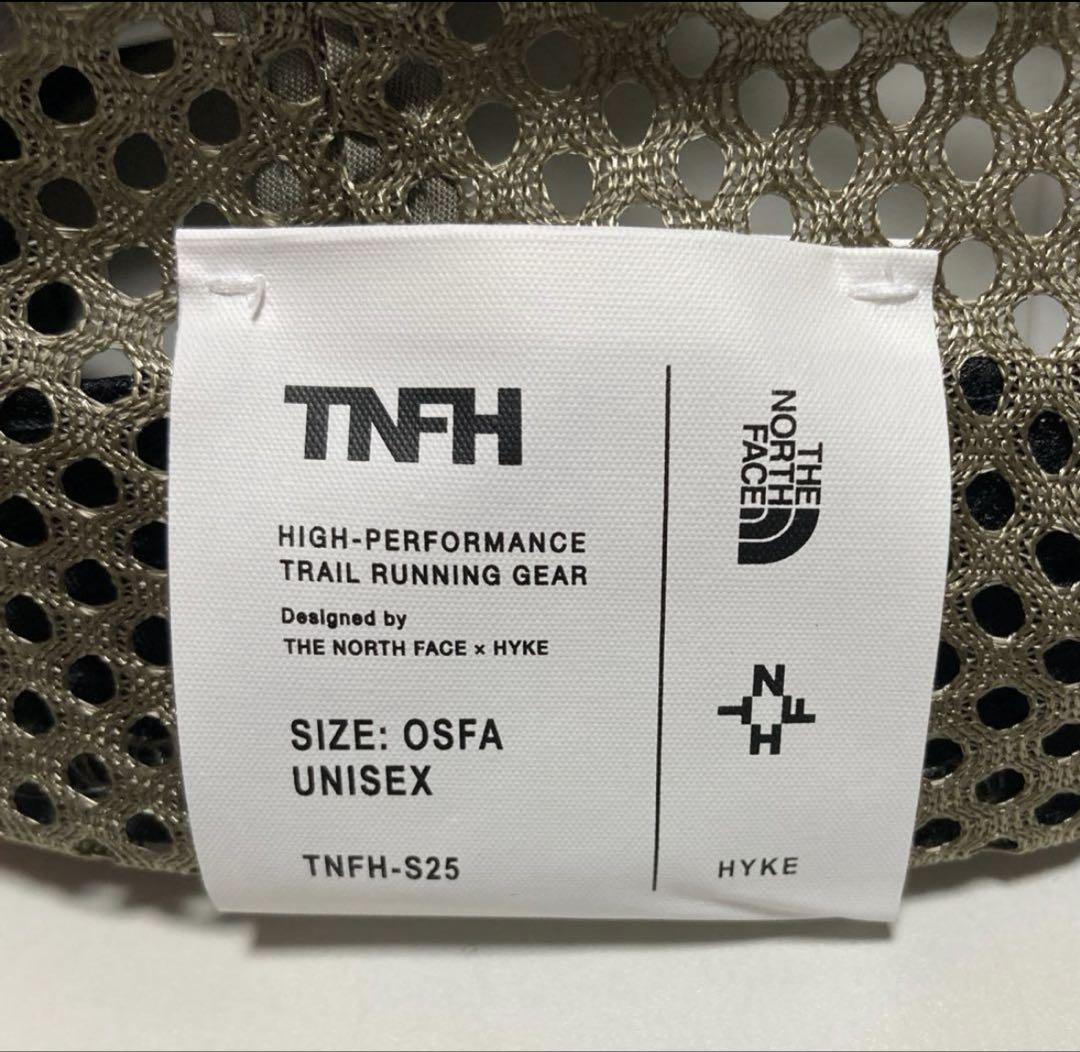 TNFH
HIGH-PERFORMANCE
TRAIL RUNNING GEAR
Designed by
THE NORTH FACE × HYKE
SIZE: OSFA
UNISEX
TNFH-S25
THE
NORTH
FACE
N
T F
H
HYKE